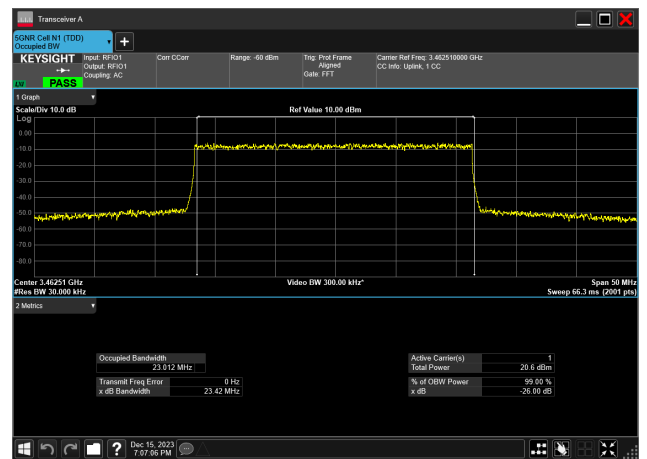 Transceiver A
5GNR Cell N1 (TDD)
Occupied BW
KEYSIGHT
Input: RFIO1
Output: RFIO1
Coupling: AC
Corr CCorr
Range: -60 dBm
Trig: Prot Frame
Aligned
Gate: FFT
Carrier Ref Freq: 3.462510000 GHz
CC Info: Uplink, 1 CC
PASS
1 Graph
Scale/Div 10.0 dB
Ref Value 10.00 dBm
Log
0.00
-10.0
-20.0
-30.0
-40.0
-50.0
-60.0
-70.0
-80.0
Center 3.46251 GHz
Video BW 300.00 kHz*
Span 50 MHz
#Res BW 30.000 kHz
Sweep 66.3 ms (2001 pts)
2 Metrics
Occupied Bandwidth
23.012 MHz
Transmit Freq Error 0 Hz
x dB Bandwidth 23.42 MHz
Active Carrier(s) 1
Total Power 20.6 dBm
% of OBW Power 99.00 %
x dB -26.00 dB
Dec 15, 2023
7:07:06 PM